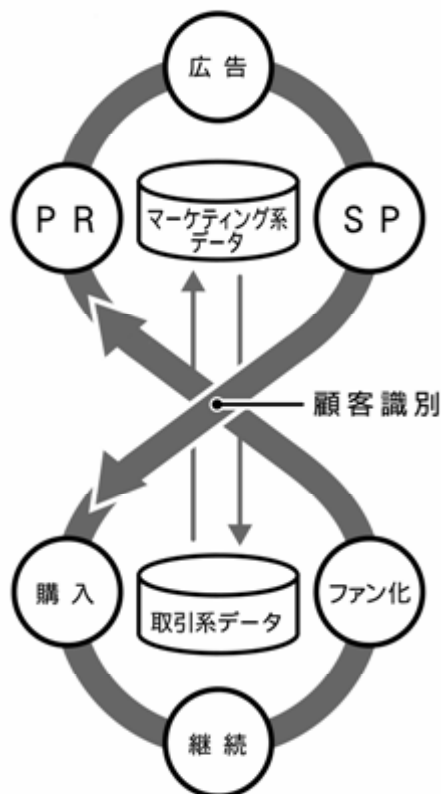 広告
PR
マーケティング系
データ
SP
顧客識別
購入
取引系データ
ファン化
継続